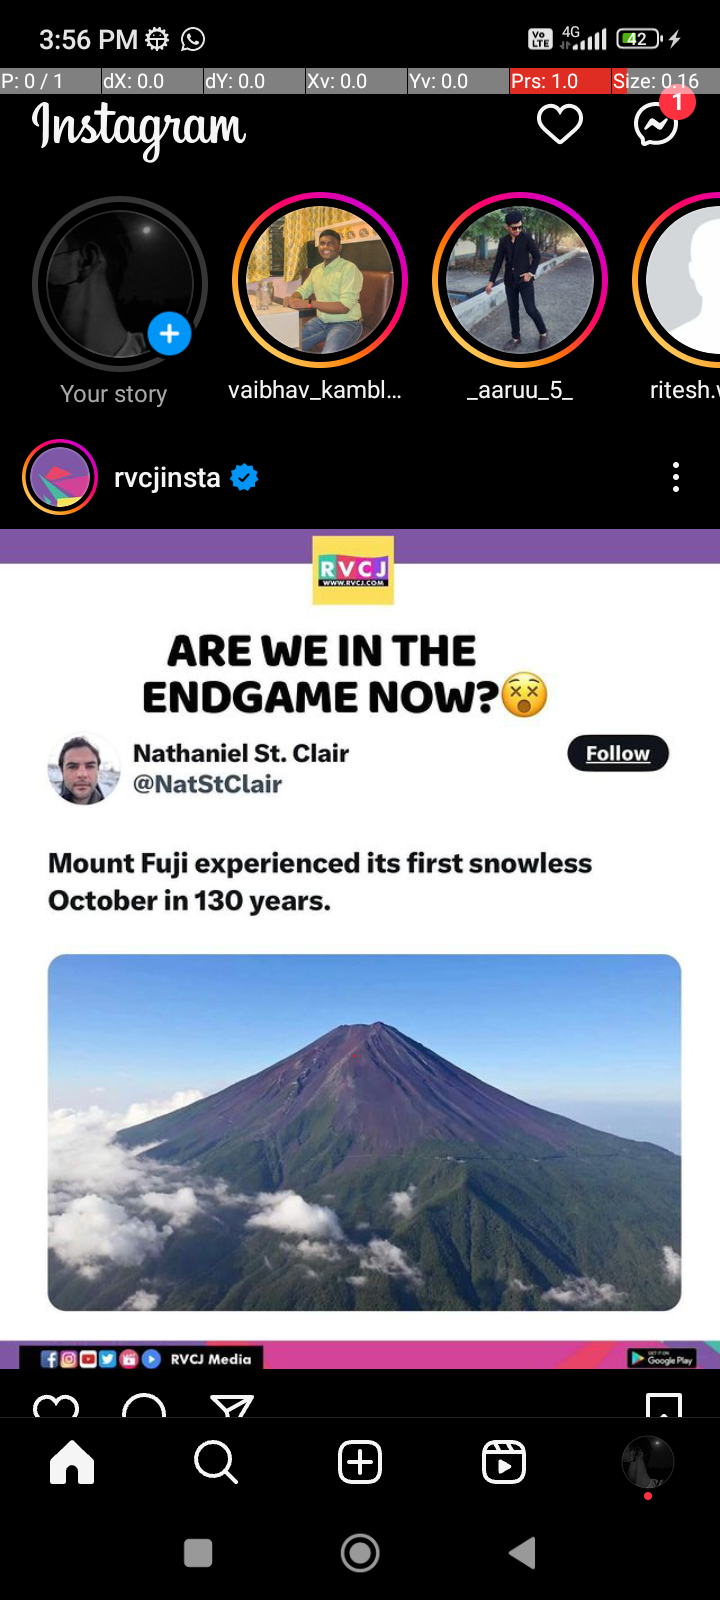 3:56 PM
Vo LTE 4G 42
P: 0 / 1 dX: 0.0 dY: 0.0 Xv: 0.0 Yv: 0.0 Prs: 1.0 Size: 0.16
Instagram 1
Your story vaibhav_kambl... _aaruu_5_ ritesh.v
rvcjinsta
RVCJ
WWW.RVCJ.COM
ARE WE IN THE
ENDGAME NOW?
Nathaniel St. Clair Follow
@NatStClair
Mount Fuji experienced its first snowless
October in 130 years.
RVCJ Media GET IT ON Google Play